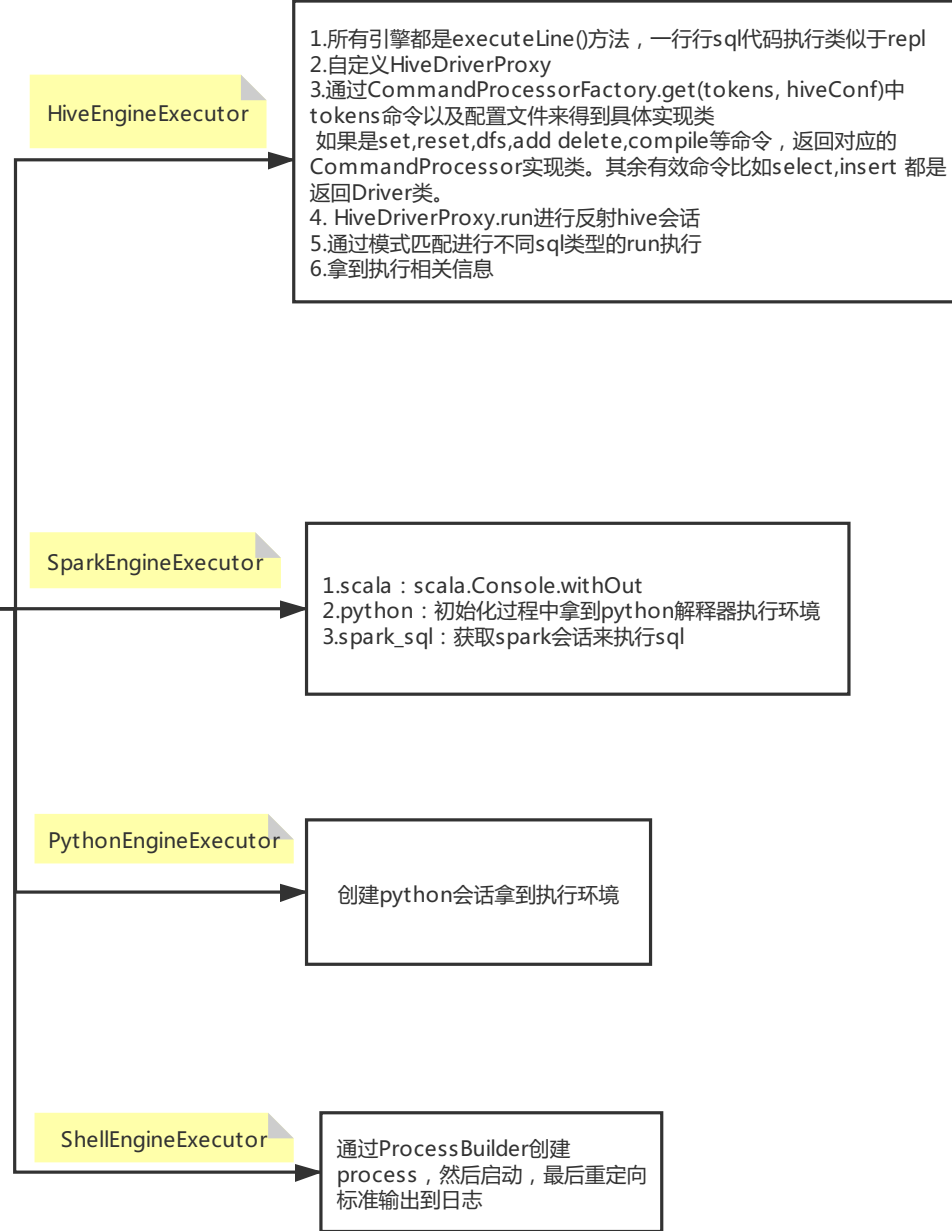 HiveEngineExecutor
1.所有引擎都是executeLine()方法，一行行sql代码执行类似于repl
2.自定义HiveDriverProxy
3.通过CommandProcessorFactory.get(tokens, hiveConf)中
tokens命令以及配置文件来得到具体实现类
如果是set,reset,dfs,add delete,compile等命令，返回对应的
CommandProcessor实现类。其余有效命令比如select,insert 都是
返回Driver类。
4. HiveDriverProxy.run进行反射hive会话
5.通过模式匹配进行不同sql类型的run执行
6.拿到执行相关信息
SparkEngineExecutor
1.scala：scala.Console.withOut
2.python：初始化过程中拿到python解释器执行环境
3.spark_sql：获取spark会话来执行sql
PythonEngineExecutor
创建python会话拿到执行环境
ShellEngineExecutor
通过ProcessBuilder创建
process，然后启动，最后重定向
标准输出到日志